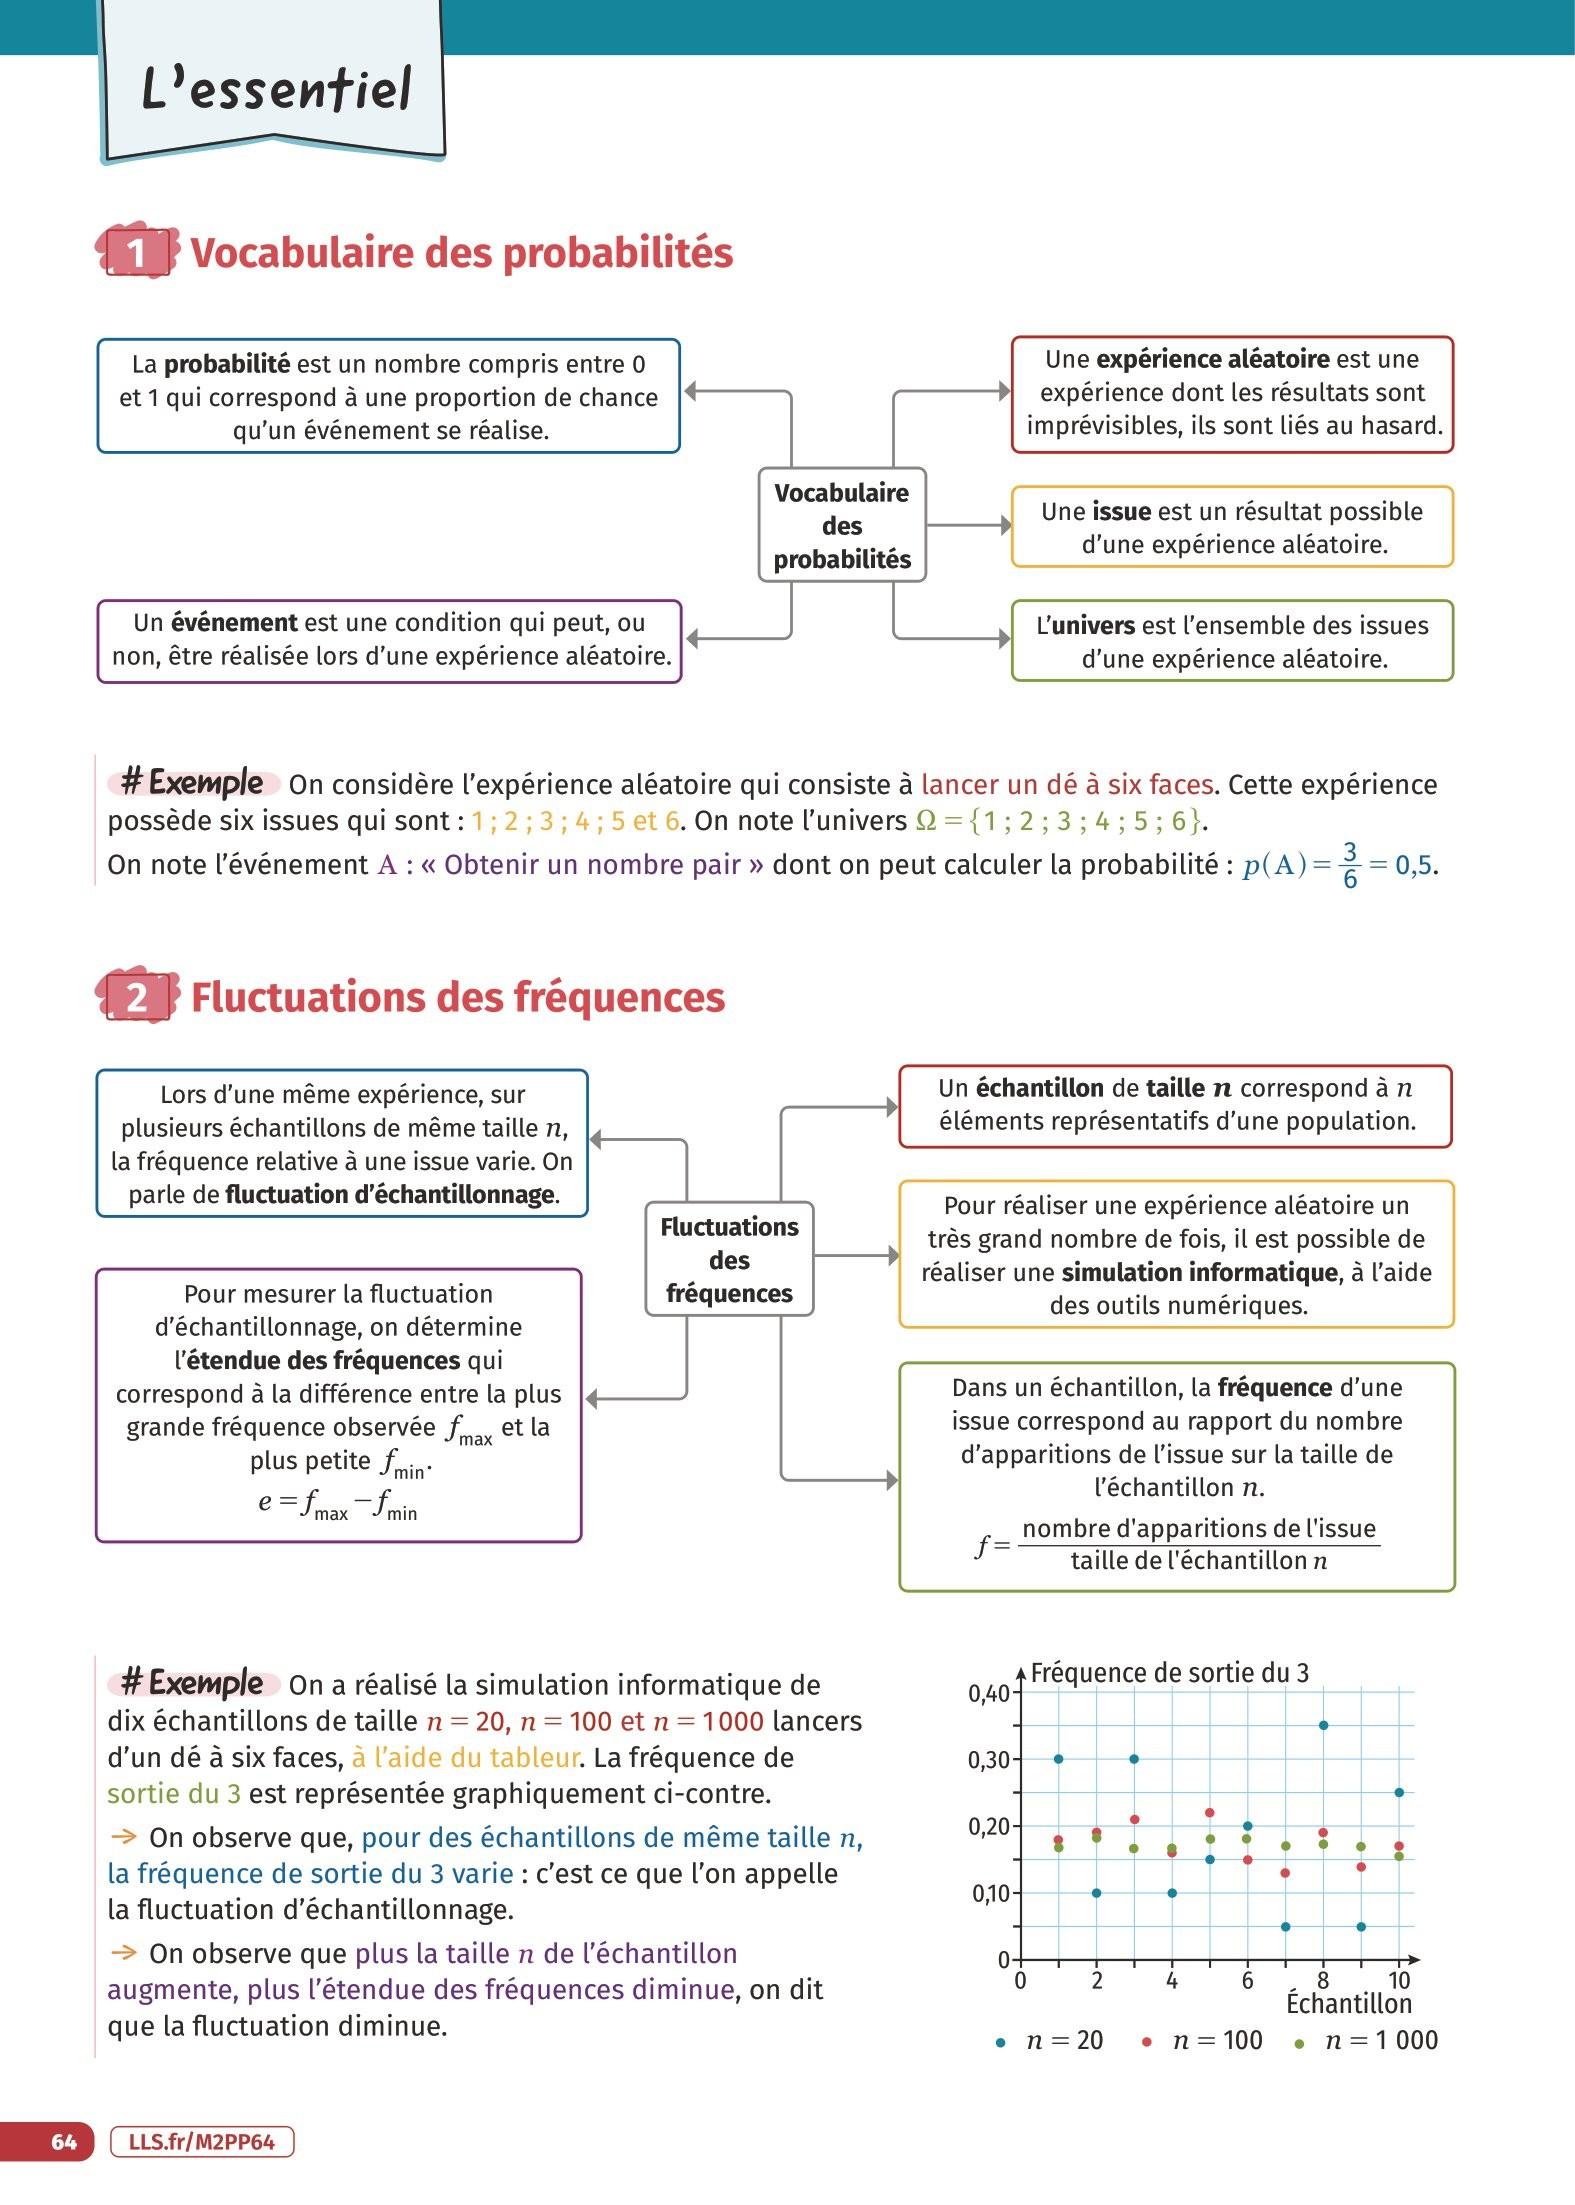 L'essentiel
1 Vocabulaire des probabilités
La probabilité est un nombre compris entre 0
et 1 qui correspond à une proportion de chance
qu'un événement se réalise.
Une expérience aléatoire est une
expérience dont les résultats sont
imprévisibles, ils sont liés au hasard.
Vocabulaire
des
probabilités
Une issue est un résultat possible
d'une expérience aléatoire.
Un événement est une condition qui peut, ou
non, être réalisée lors d'une expérience aléatoire.
L'univers est l'ensemble des issues
d'une expérience aléatoire.
# Exemple On considère l'expérience aléatoire qui consiste à lancer un dé à six faces. Cette expérience
possède six issues qui sont : 1 ; 2 ; 3 ; 4 ; 5 et 6. On note l'univers Ω = {1 ; 2 ; 3 ; 4 ; 5 ; 6}.
On note l'événement A : « Obtenir un nombre pair » dont on peut calculer la probabilité : p(A) = 3/6 = 0,5.
2 Fluctuations des fréquences
Lors d'une même expérience, sur
plusieurs échantillons de même taille n,
la fréquence relative à une issue varie. On
parle de fluctuation d'échantillonnage.
Un échantillon de taille n correspond à n
éléments représentatifs d'une population.
Fluctuations
des
fréquences
Pour réaliser une expérience aléatoire un
très grand nombre de fois, il est possible de
réaliser une simulation informatique, à l'aide
des outils numériques.
Pour mesurer la fluctuation
d'échantillonnage, on détermine
l'étendue des fréquences qui
correspond à la différence entre la plus
grande fréquence observée fmax et la
plus petite fmin.
e = fmax − fmin
Dans un échantillon, la fréquence d'une
issue correspond au rapport du nombre
d'apparitions de l'issue sur la taille de
l'échantillon n.
f = nombre d'apparitions de l'issue
taille de l'échantillon n
# Exemple On a réalisé la simulation informatique de
dix échantillons de taille n = 20, n = 100 et n = 1 000 lancers
d'un dé à six faces, à l'aide du tableur. La fréquence de
sortie du 3 est représentée graphiquement ci-contre.
→ On observe que, pour des échantillons de même taille n,
la fréquence de sortie du 3 varie : c'est ce que l'on appelle
la fluctuation d'échantillonnage.
→ On observe que plus la taille n de l'échantillon
augmente, plus l'étendue des fréquences diminue, on dit
que la fluctuation diminue.
Fréquence de sortie du 3
0,40
0,30
0,20
0,10
0
0 2 4 6 8 10
Échantillon
n = 20 n = 100 n = 1 000
64 LLS.fr/M2PP64